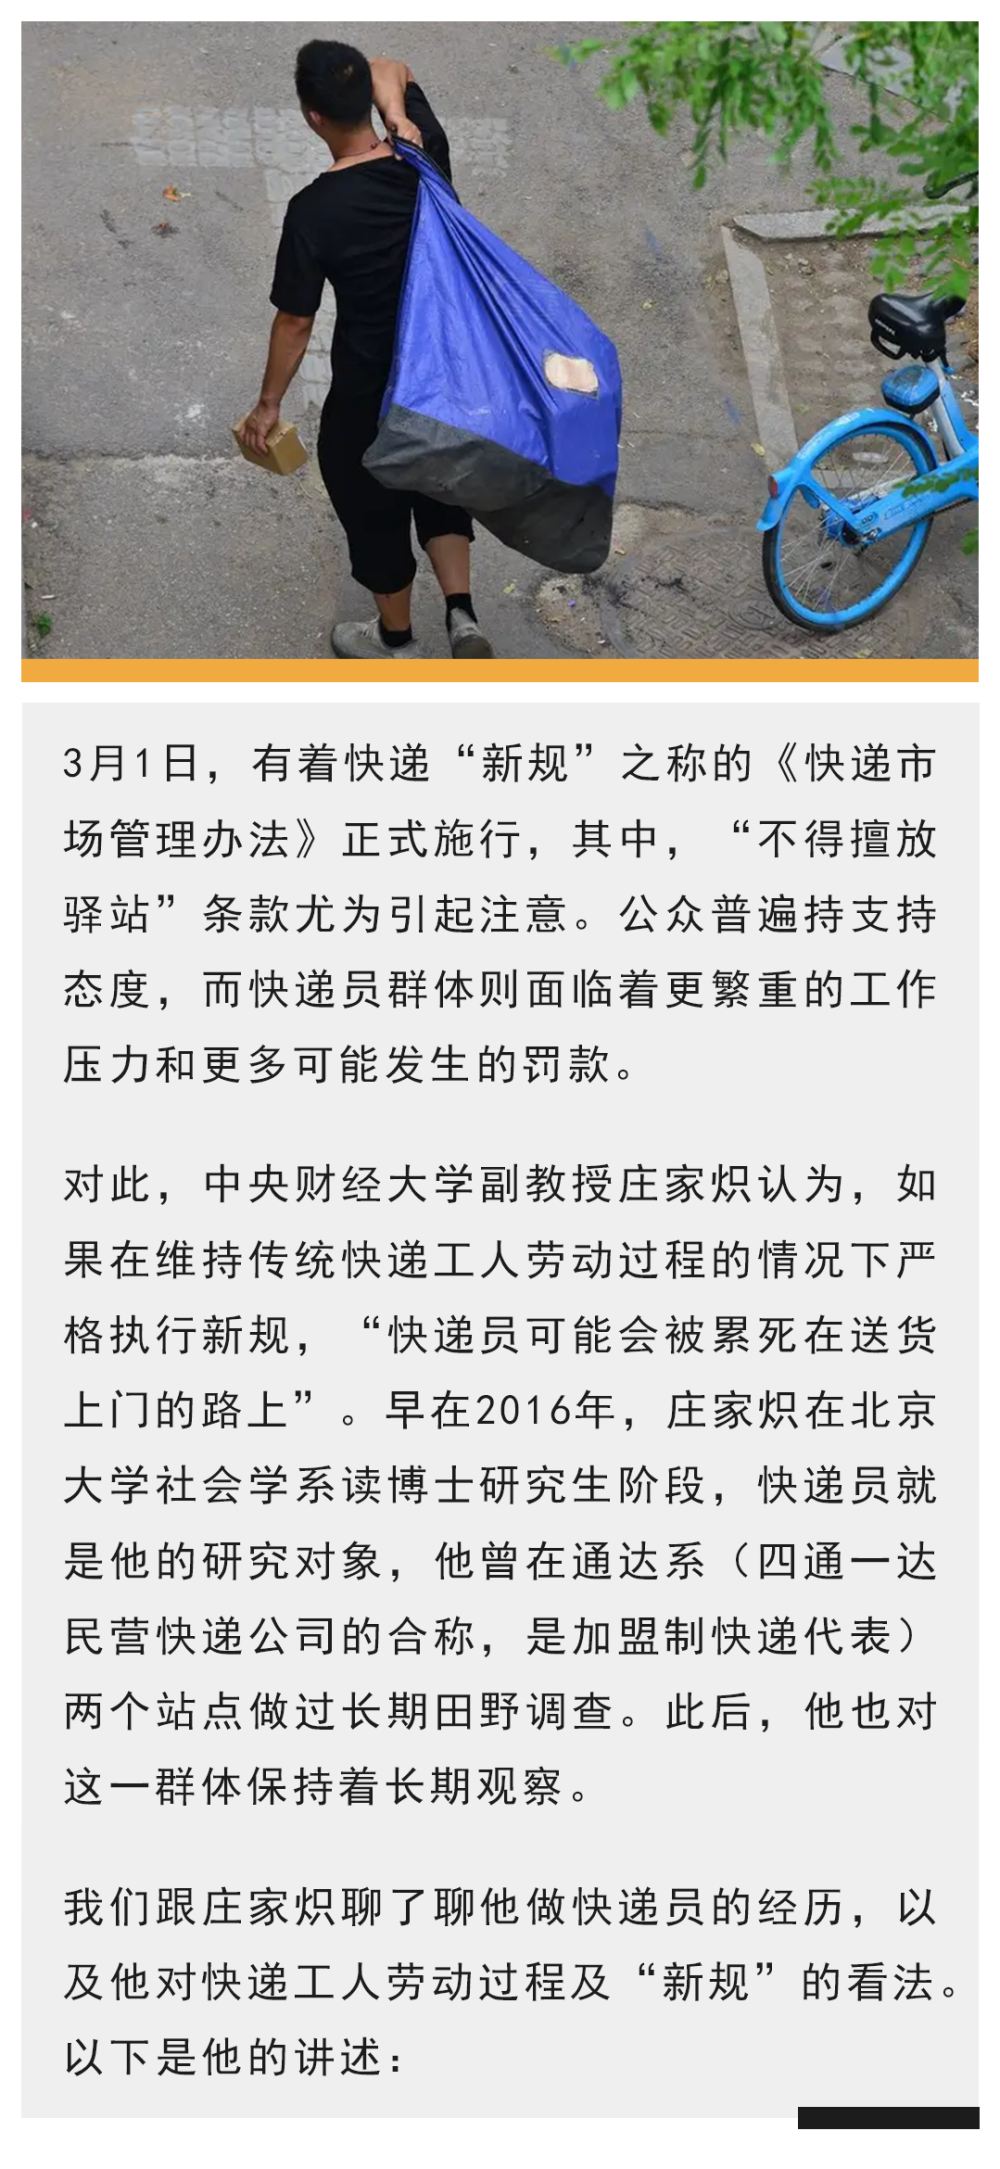 3月1日，有着快递“新规”之称的《快递市
场管理办法》正式施行，其中，“不得擅放
驿站”条款尤为引起注意。公众普遍持支持
态度，而快递员群体则面临着更繁重的工作
压力和更多可能发生的罚款。
对此，中央财经大学副教授庄家炽认为，如
果在维持传统快递工人劳动过程的情况下严
格执行新规，“快递员可能会被累死在送货
上门的路上”。早在2016年，庄家炽在北京
大学社会学系读博士研究生阶段，快递员就
是他的研究对象，他曾在通达系（四通一达
民营快递公司的合称，是加盟制快递代表）
两个站点做过长期田野调查。此后，他也对
这一群体保持着长期观察。
我们跟庄家炽聊了聊他做快递员的经历，以
及他对快递工人劳动过程及“新规”的看法。
以下是他的讲述：